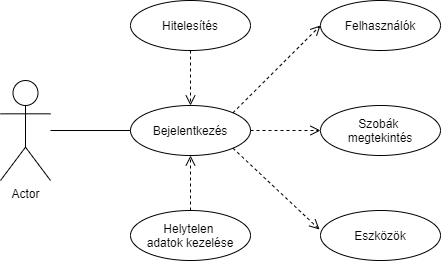 Hitelesítés
Felhasználók
Bejelentkezés
Szobák
megtekintés
Actor
Helytelen
adatok kezelése
Eszközök